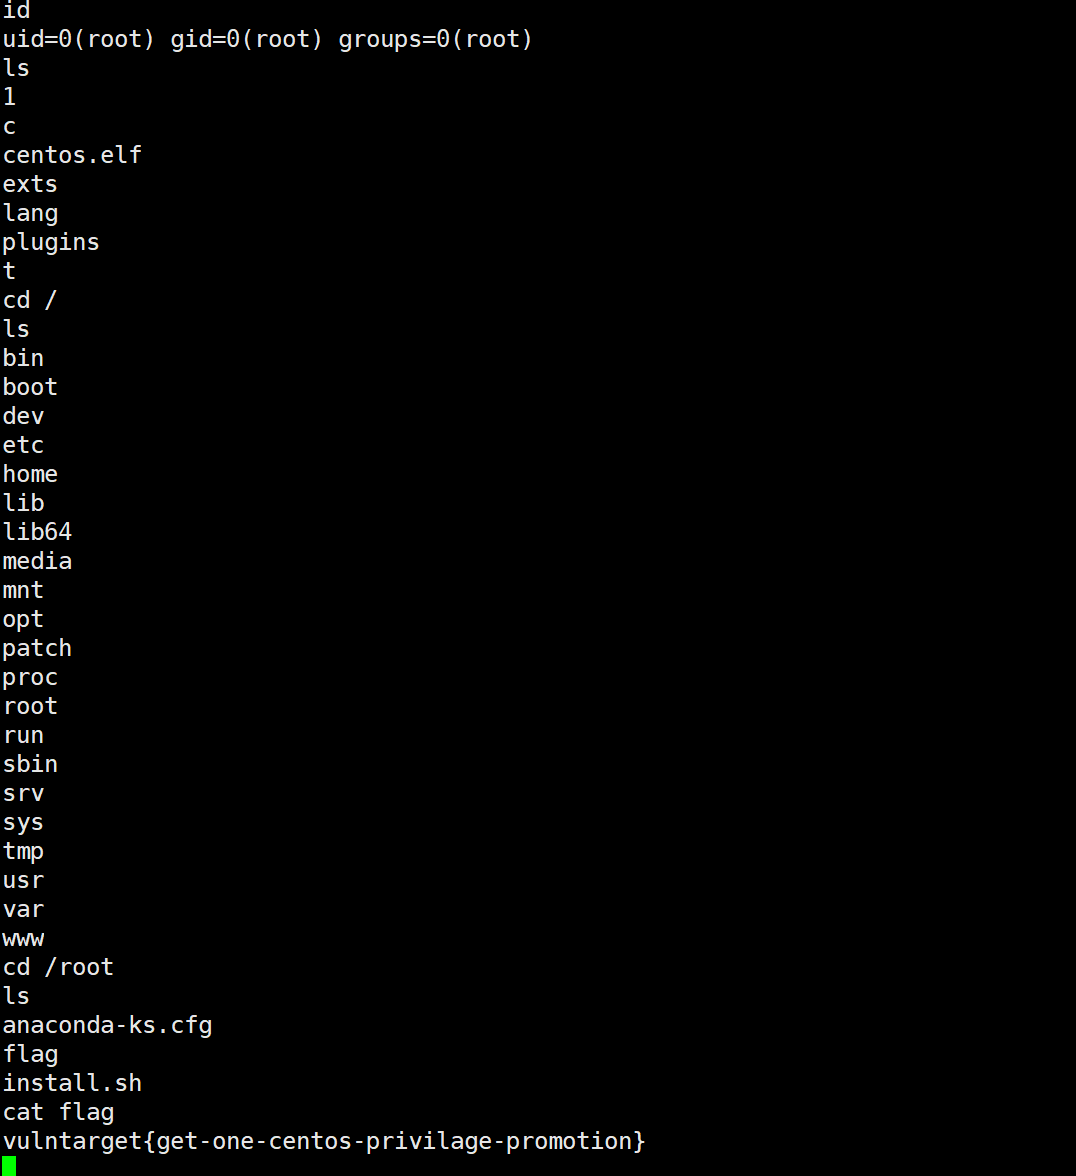 id
uid=0(root) gid=0(root) groups=0(root)
ls
1
c
centos.elf
exts
lang
plugins
t
cd /
ls
bin
boot
dev
etc
home
lib
lib64
media
mnt
opt
patch
proc
root
run
sbin
srv
sys
tmp
usr
var
www
cd /root
ls
anaconda-ks.cfg
flag
install.sh
cat flag
vulntarget{get-one-centos-privilage-promotion}